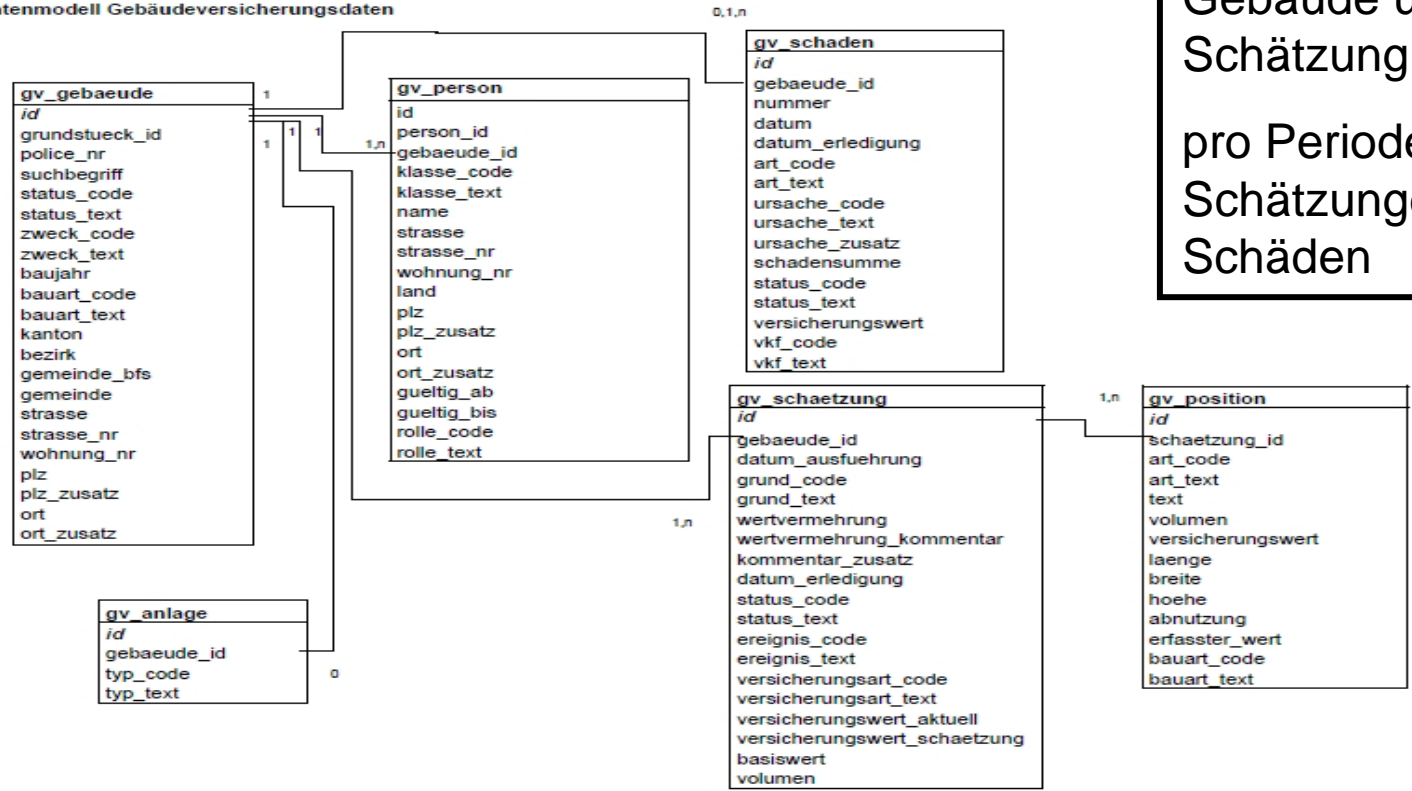 Datenmodell Gebäudeversicherungsdaten
gv_gebaeude
id
grundstueck_id
police_nr
suchbegriff
status_code
status_text
zweck_code
zweck_text
baujahr
bauart_code
bauart_text
kanton
bezirk
gemeinde_bfs
gemeinde
strasse
strasse_nr
wohnung_nr
plz
plz_zusatz
ort
ort_zusatz
1
1
1
1
gv_anlage
id
gebaeude_id
typ_code
typ_text
0
gv_person
id
person_id
gebaeude_id
klasse_code
klasse_text
name
strasse
strasse_nr
wohnung_nr
land
plz
plz_zusatz
ort
ort_zusatz
gueltig_ab
gueltig_bis
rolle_code
rolle_text
1,n
0,1,n
gv_schaden
id
gebaeude_id
nummer
datum
datum_erledigung
art_code
art_text
ursache_code
ursache_text
ursache_zusatz
schadensumme
status_code
status_text
versicherungswert
vkf_code
vkf_text
gv_schaetzung
id
gebaeude_id
datum_ausfuehrung
grund_code
grund_text
wertvermehrung
wertvermehrung_kommentar
kommentar_zusatz
datum_erledigung
status_code
status_text
ereignis_code
ereignis_text
versicherungsart_code
versicherungsart_text
versicherungswert_aktuell
versicherungswert_schaetzung
basiswert
volumen
1,n
1,n
gv_position
id
schaetzung_id
art_code
art_text
text
volumen
versicherungswert
laenge
breite
hoehe
abnutzung
erfasster_wert
bauart_code
bauart_text
Gebäude u
Schätzung
pro Periode
Schätzung
Schäden